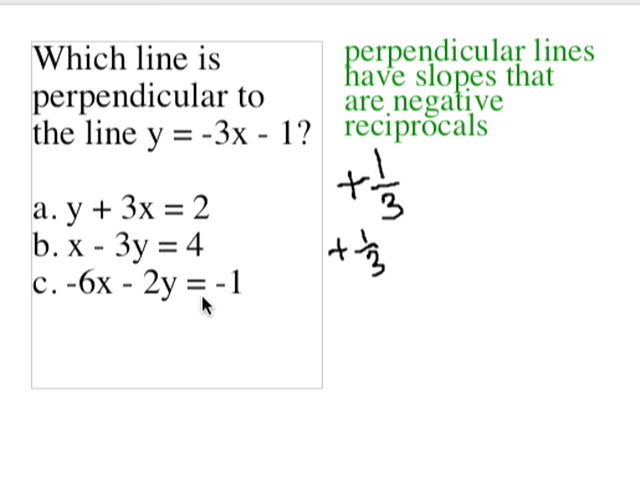 Which line is
perpendicular to
the line y = -3x - 1?
a. y + 3x = 2
b. x - 3y = 4
c. -6x - 2y = -1
perpendicular lines
have slopes that
are negative
reciprocals
+1/3
+1/3